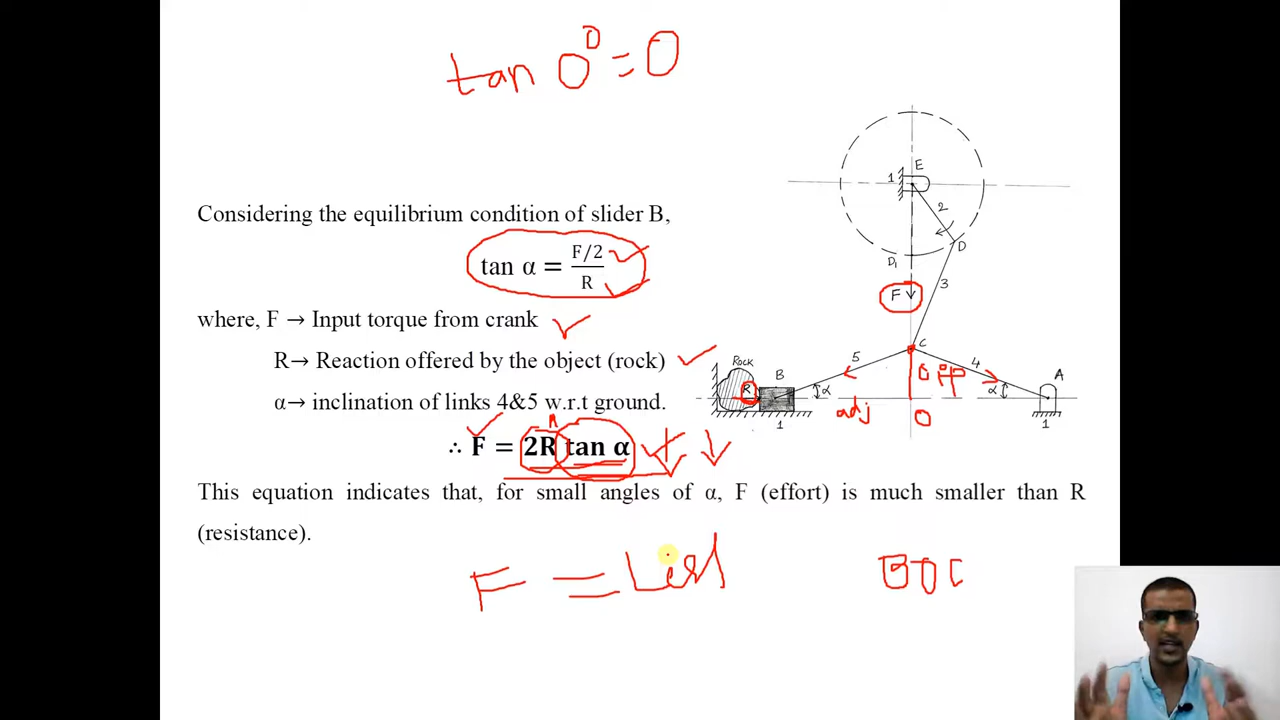 tan 0° = 0
Considering the equilibrium condition of slider B,
tan α = F/2 / R
where, F → Input torque from crank
R→ Reaction offered by the object (rock)
α→ inclination of links 4&5 w.r.t ground.
∴ F = 2R tan α
This equation indicates that, for small angles of α, F (effort) is much smaller than R
(resistance).
F = Less
BOC
E
1
2
D
D1
F
3
C
ROCK
R
B
5
4
A
α
opp
α
adj
O
1
1